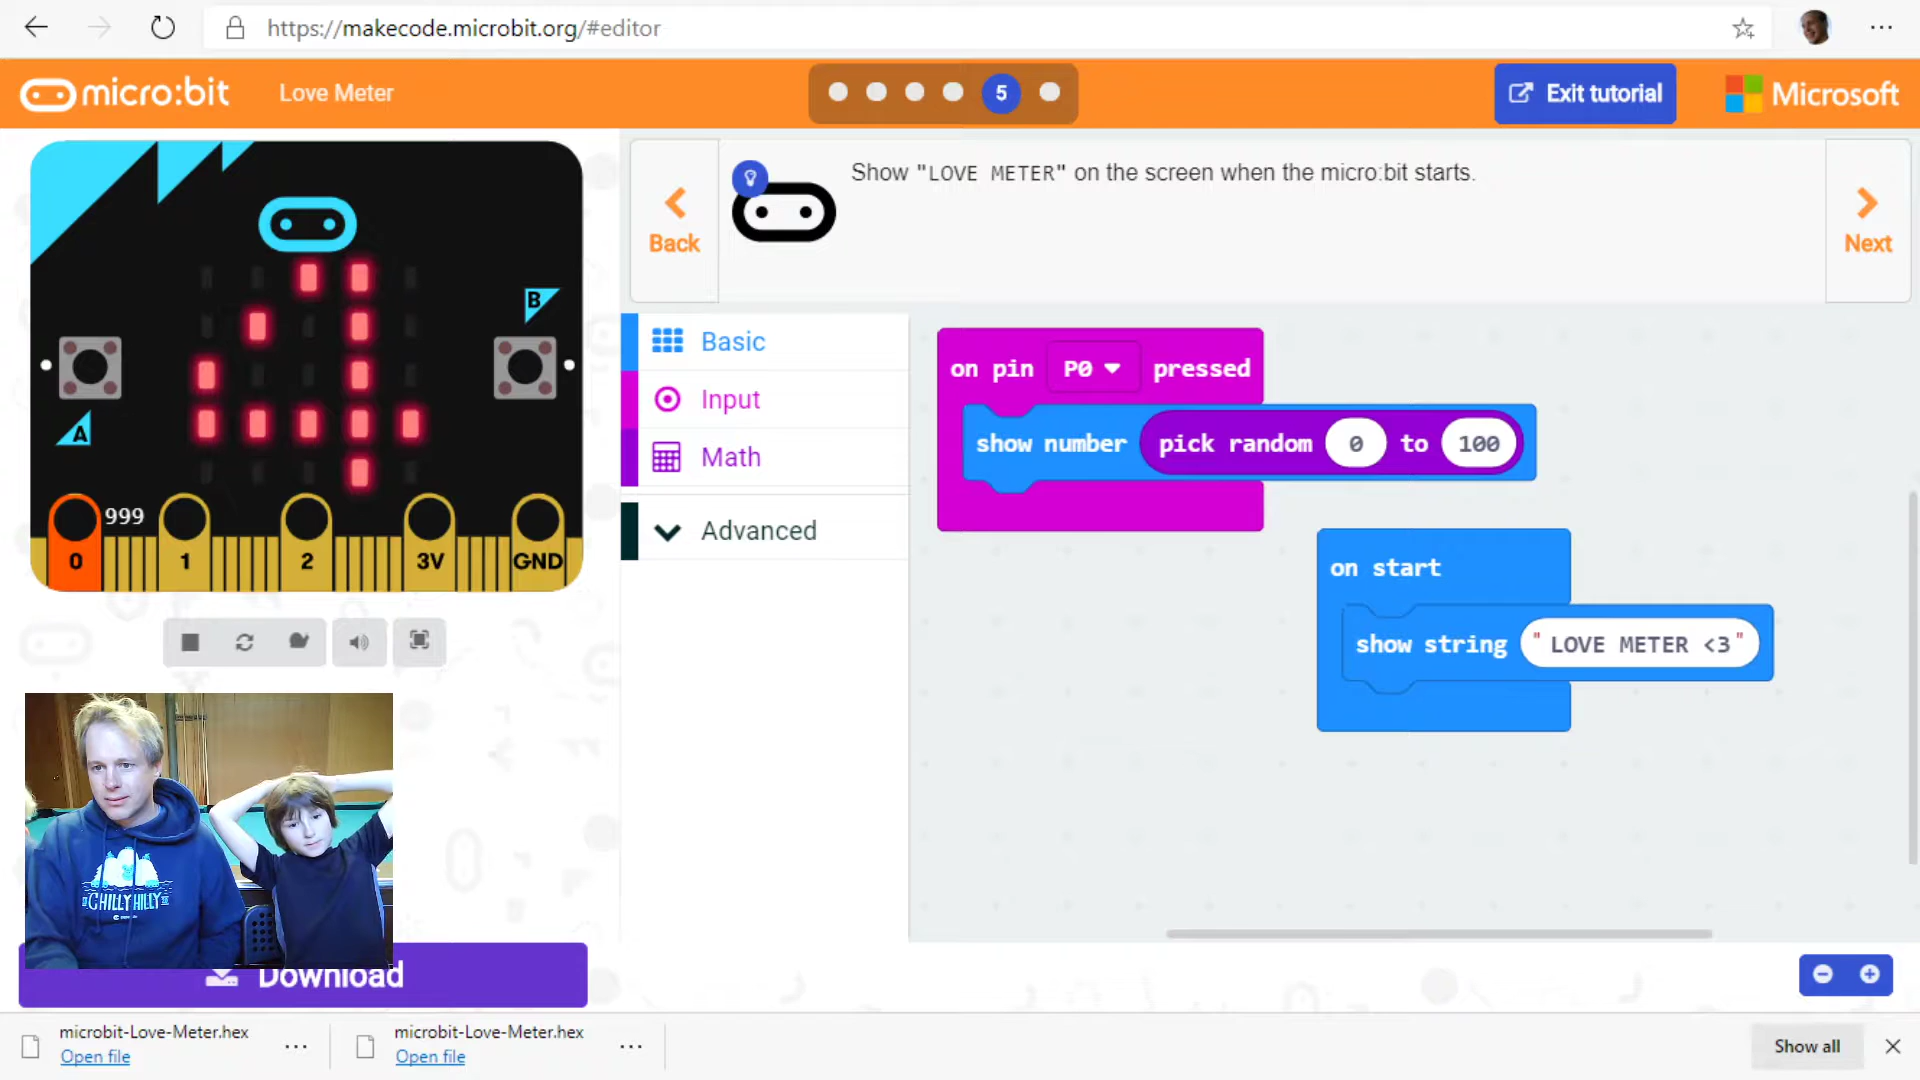 https://makecode.microbit.org/#editor
micro:bit
Love Meter
5
Exit tutorial
Microsoft
Back
Show "LOVE METER" on the screen when the micro:bit starts.
Next
B
A
999
0
1
2
3V
GND
Basic
Input
Math
Advanced
on pin P0 pressed
show number pick random 0 to 100
on start
show string "LOVE METER <3"
CHILLY HILLY
Download
microbit-Love-Meter.hex
Open file
microbit-Love-Meter.hex
Open file
Show all